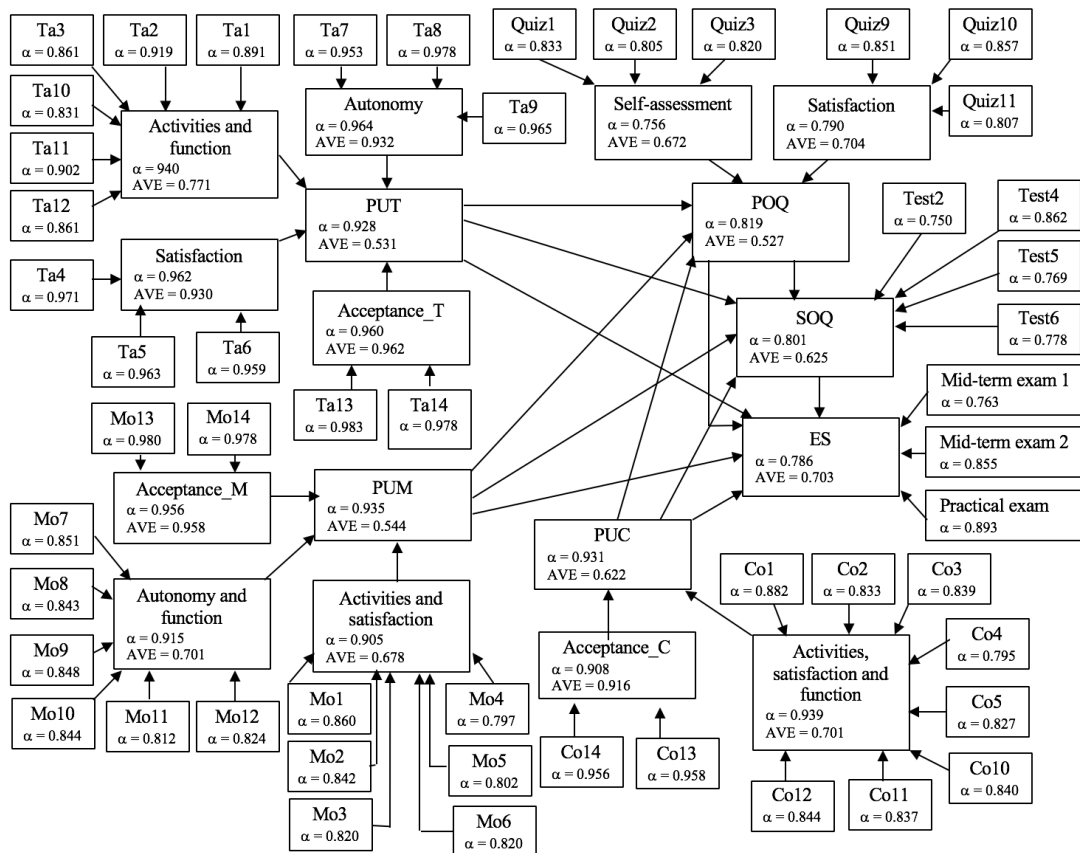 Ta3
α = 0.861
Ta2
α = 0.919
Ta1
α = 0.891
Ta7
α = 0.953
Ta8
α = 0.978
Quiz1
α = 0.833
Quiz2
α = 0.805
Quiz3
α = 0.820
Quiz9
α = 0.851
Quiz10
α = 0.857
Ta10
α = 0.831
Activities and
function
α = 940
AVE = 0.771
Autonomy
α = 0.964
AVE = 0.932
Ta9
α = 0.965
Self-assessment
α = 0.756
AVE = 0.672
Satisfaction
α = 0.790
AVE = 0.704
Quiz11
α = 0.807
Ta11
α = 0.902
Ta12
α = 0.861
PUT
α = 0.928
AVE = 0.531
POQ
α = 0.819
AVE = 0.527
Test2
α = 0.750
Test4
α = 0.862
Ta4
α = 0.971
Satisfaction
α = 0.962
AVE = 0.930
Test5
α = 0.769
Acceptance_T
α = 0.960
AVE = 0.962
SOQ
α = 0.801
AVE = 0.625
Test6
α = 0.778
Ta5
α = 0.963
Ta6
α = 0.959
Ta13
α = 0.983
Ta14
α = 0.978
Mid-term exam 1
α = 0.763
Mo13
α = 0.980
Mo14
α = 0.978
ES
α = 0.786
AVE = 0.703
Mid-term exam 2
α = 0.855
Acceptance_M
α = 0.956
AVE = 0.958
PUM
α = 0.935
AVE = 0.544
Practical exam
α = 0.893
Mo7
α = 0.851
PUC
α = 0.931
AVE = 0.622
Mo8
α = 0.843
Autonomy and
function
α = 0.915
AVE = 0.701
Activities and
satisfaction
α = 0.905
AVE = 0.678
Co1
α = 0.882
Co2
α = 0.833
Co3
α = 0.839
Mo9
α = 0.848
Acceptance_C
α = 0.908
AVE = 0.916
Activities,
satisfaction and
function
α = 0.939
AVE = 0.701
Co4
α = 0.795
Mo10
α = 0.844
Mo11
α = 0.812
Mo12
α = 0.824
Mo1
α = 0.860
Mo4
α = 0.797
Co5
α = 0.827
Mo2
α = 0.842
Mo5
α = 0.802
Co14
α = 0.956
Co13
α = 0.958
Co10
α = 0.840
Mo3
α = 0.820
Mo6
α = 0.820
Co12
α = 0.844
Co11
α = 0.837